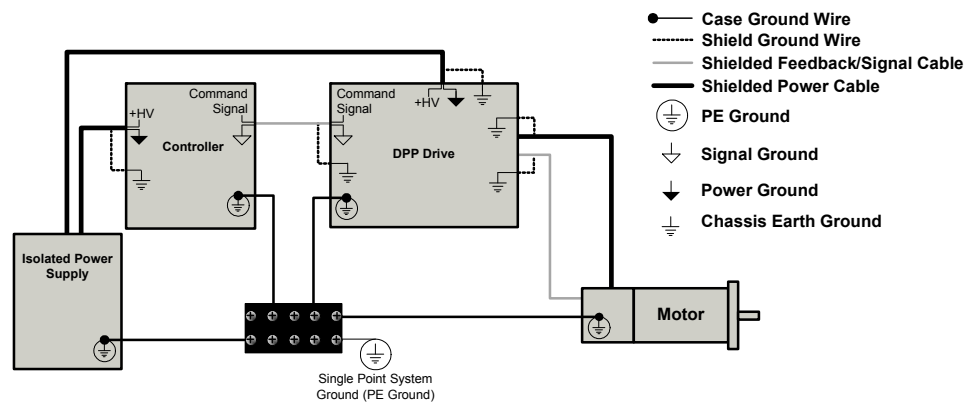 Case Ground Wire
Shield Ground Wire
Shielded Feedback/Signal Cable
Shielded Power Cable
PE Ground
Signal Ground
Power Ground
Chassis Earth Ground
+HV
Command
Signal
Controller
Command
Signal
+HV
DPP Drive
Isolated Power
Supply
Motor
Single Point System
Ground (PE Ground)